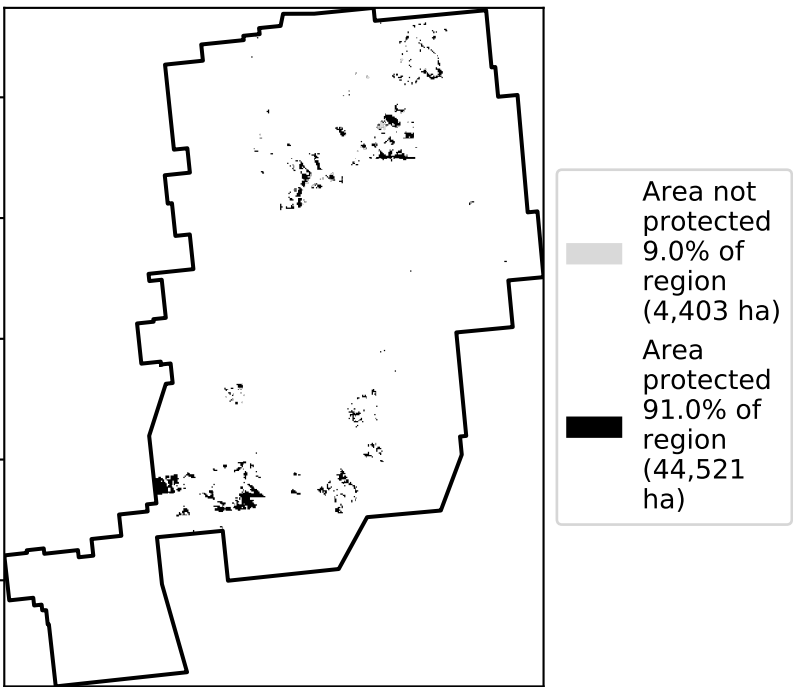 Area not
protected
9.0% of
region
(4,403 ha)
Area
protected
91.0% of
region
(44,521
ha)